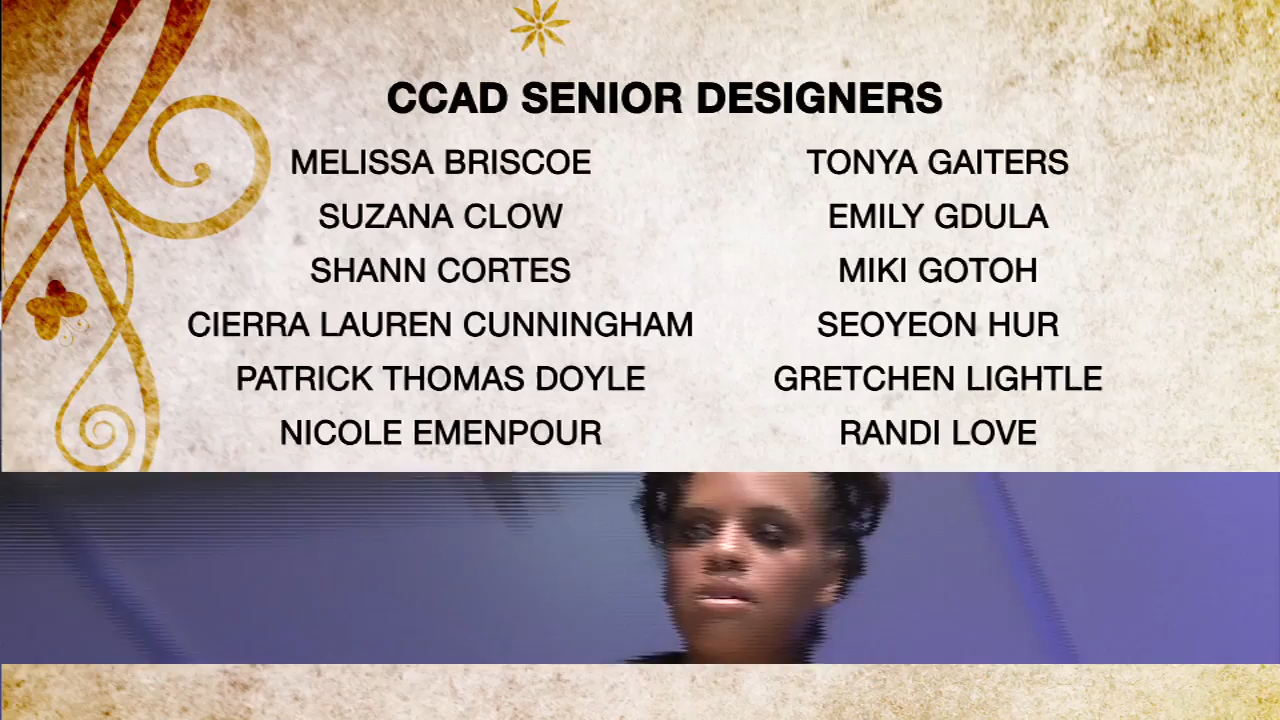 CCAD SENIOR DESIGNERS
MELISSA BRISCOE
SUZANA CLOW
SHANN CORTES
CIERRA LAUREN CUNNINGHAM
PATRICK THOMAS DOYLE
NICOLE EMENPOUR
TONYA GAITERS
EMILY GDULA
MIKI GOTOH
SEOYEON HUR
GRETCHEN LIGHTLE
RANDI LOVE